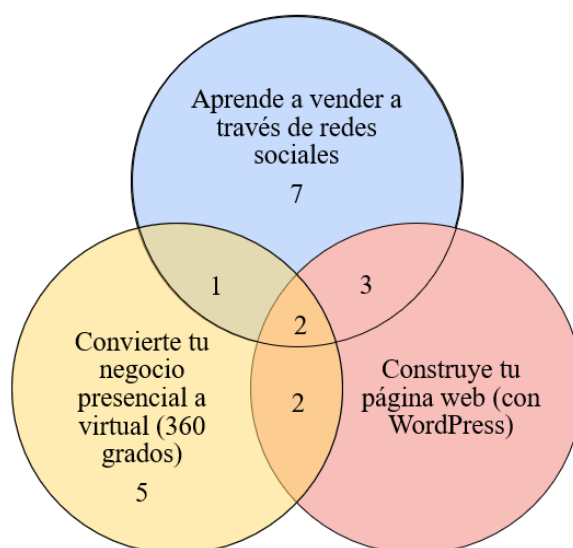 Aprende a vender a
través de redes
sociales
7
1
3
2
Convierte tu
negocio
presencial a
virtual (360
grados)
5
2
Construye tu
página web (con
WordPress)